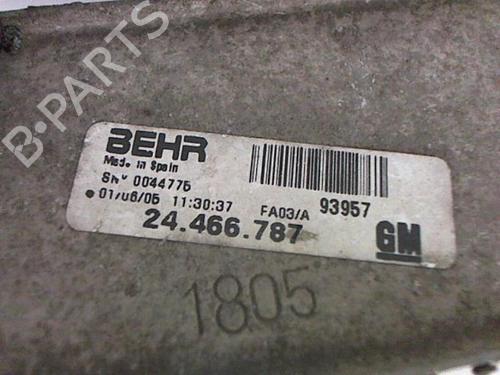 B-PARTS
BEHR
Made in Spain
SNº 0044775
01/06/05 11:30:37 FA03/A 93957
24.466.787 GM
1805